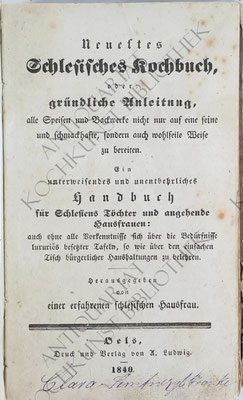 Neuestes
Schlesisches Kochbuch,
oder
gründliche Anleitung,
alle Speisen und Backwerke nicht nur auf eine feine
und schmackhafte, sondern auch wohlfeile Weise
zu bereiten.
Ein
unterweisendes und unentbehrliches
Handbuch
für Schlesiens Töchter und angehende
Hausfrauen:
auch ohne alle Vorkenntnisse sich über die Bedürfnisse
luxuriös besetzter Tafeln, so wie über den einfachen
Tisch bürgerlicher Haushaltungen zu belehren.
Herausgegeben
von
einer erfahrenen schlesischen Hausfrau.
Oels,
Druck und Verlag von A. Ludwig.
1840.
Clara